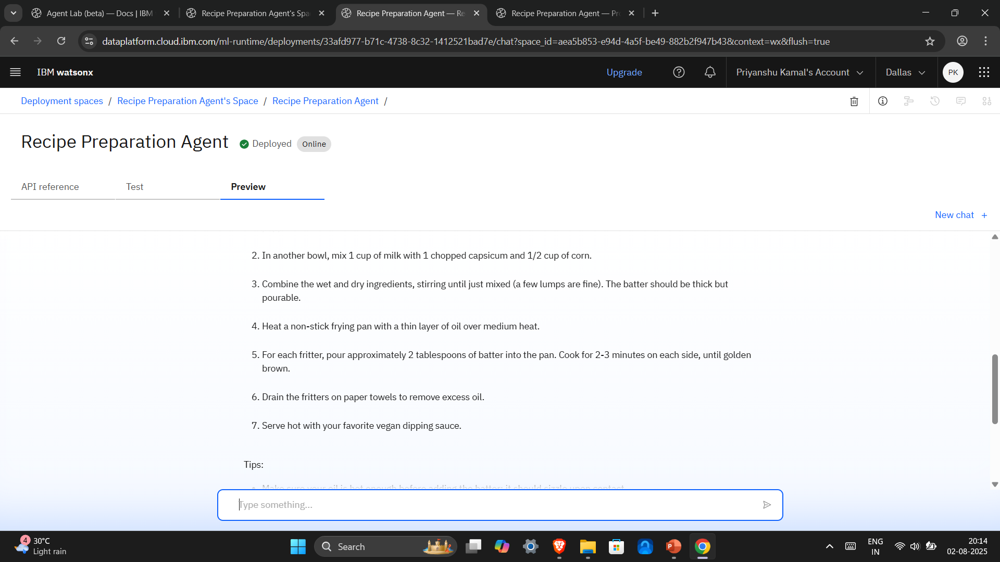 Agent Lab (beta) — Docs | IBM
Recipe Preparation Agent's Spa
Recipe Preparation Agent — Re
Recipe Preparation Agent — Pr
dataplatform.cloud.ibm.com/ml-runtime/deployments/33afd977-b71c-4738-8c32-1412521bad7e/chat?space_id=aea5b853-e94d-4a5f-be49-882b2f947b43&context=wx&flush=true
IBM watsonx
Upgrade
Priyanshu Kamal's Account
Dallas
PK
Deployment spaces / Recipe Preparation Agent's Space / Recipe Preparation Agent /
Recipe Preparation Agent
Deployed
Online
API reference
Test
Preview
New chat +
2. In another bowl, mix 1 cup of milk with 1 chopped capsicum and 1/2 cup of corn.
3. Combine the wet and dry ingredients, stirring until just mixed (a few lumps are fine). The batter should be thick but
pourable.
4. Heat a non-stick frying pan with a thin layer of oil over medium heat.
5. For each fritter, pour approximately 2 tablespoons of batter into the pan. Cook for 2-3 minutes on each side, until golden
brown.
6. Drain the fritters on paper towels to remove excess oil.
7. Serve hot with your favorite vegan dipping sauce.
Tips:
• Make sure your oil is hot enough before adding the batter; it should sizzle upon contact.
Type something...
4
30°C
Light rain
Search
P
ENG
IN
20:14
02-08-2025